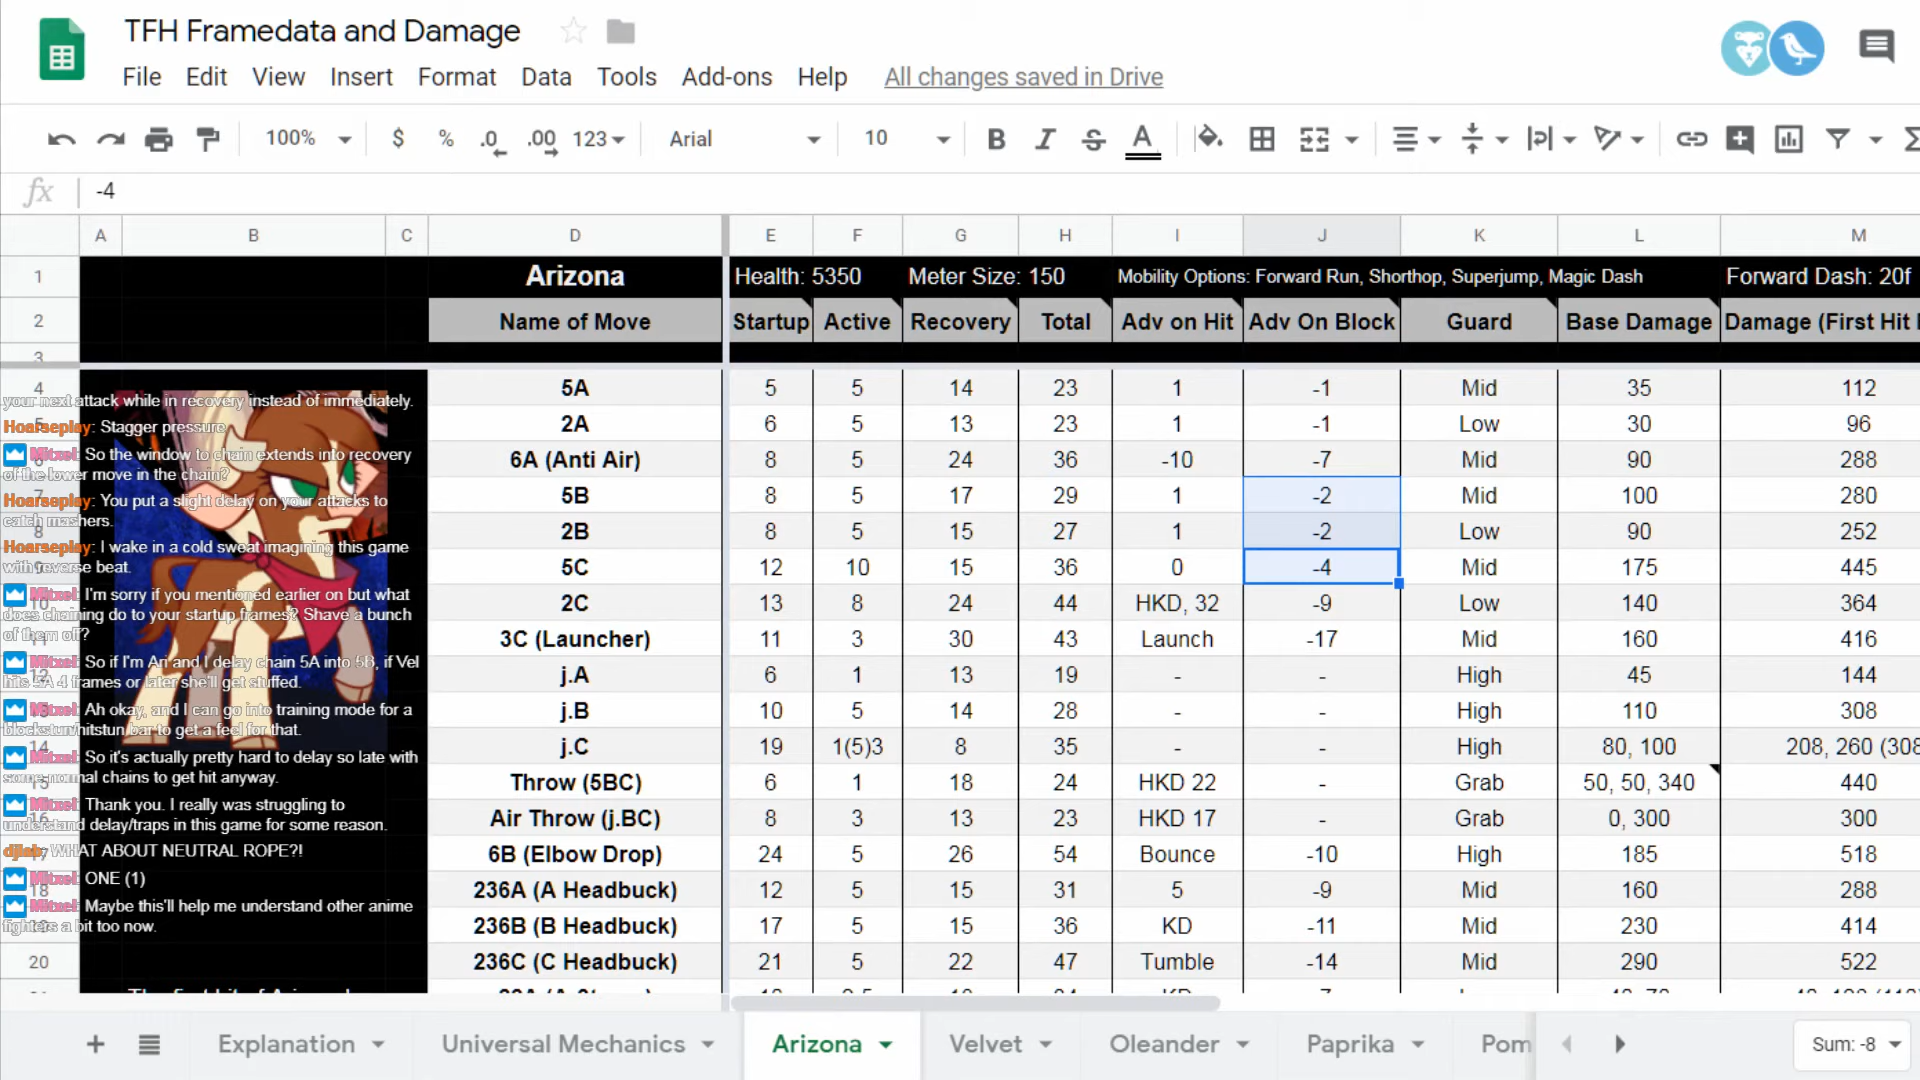 TFH Framedata and Damage
File Edit View Insert Format Data Tools Add-ons Help All changes saved in Drive
100% $ % .0 .00 123 Arial 10 B I S A
fx -4
A B C D E F G H I J K L M
1 Arizona Health: 5350 Meter Size: 150 Mobility Options: Forward Run, Shorthop, Superjump, Magic Dash Forward Dash: 20f
2 Name of Move Startup Active Recovery Total Adv on Hit Adv On Block Guard Base Damage Damage (First Hit
3
4 5A 5 5 14 23 1 -1 Mid 35 112
2A 6 5 13 23 1 -1 Low 30 96
6 6A (Anti Air) 8 5 24 36 -10 -7 Mid 90 288
7 5B 8 5 17 29 1 -2 Mid 100 280
8 2B 8 5 15 27 1 -2 Low 90 252
5C 12 10 15 36 0 -4 Mid 175 445
10 2C 13 8 24 44 HKD, 32 -9 Low 140 364
11 3C (Launcher) 11 3 30 43 Launch -17 Mid 160 416
12 j.A 6 1 13 19 - - High 45 144
13 j.B 10 5 14 28 - - High 110 308
14 j.C 19 1(5)3 8 35 - - High 80, 100 208, 260 (308
15 Throw (5BC) 6 1 18 24 HKD 22 - Grab 50, 50, 340 440
16 Air Throw (j.BC) 8 3 13 23 HKD 17 - Grab 0, 300 300
17 6B (Elbow Drop) 24 5 26 54 Bounce -10 High 185 518
18 236A (A Headbuck) 12 5 15 31 5 -9 Mid 160 288
19 236B (B Headbuck) 17 5 15 36 KD -11 Mid 230 414
20 236C (C Headbuck) 21 5 22 47 Tumble -14 Mid 290 522
your next attack while in recovery instead of immediately.
Hoarseplay: Stagger pressure
Mitzel: So the window to chain extends into recovery
of the lower move in the chain?
Hoarseplay: You put a slight delay on your attacks to
catch mashers.
Hoarseplay: I wake in a cold sweat imagining this game
with reverse beat.
Mitzel: I'm sorry if you mentioned earlier on but what
does chaining do to your startup frames? Shave a bunch
of them off?
Mitzel: So if I'm Ari and I delay chain 5A into 5B, if Vel
hits 5A 4 frames or later she'll get stuffed.
Mitzel: Ah okay, and I can go into training mode for a
blockstun/hitstun bar to get a feel for that.
Mitzel: So it's actually pretty hard to delay so late with
some normal chains to get hit anyway.
Mitzel: Thank you. I really was struggling to
understand delay/traps in this game for some reason.
WHAT ABOUT NEUTRAL ROPE?!
Mitzel: ONE (1)
Mitzel: Maybe this'll help me understand other anime
fighters a bit too now.
Explanation Universal Mechanics Arizona Velvet Oleander Paprika Pom Sum: -8